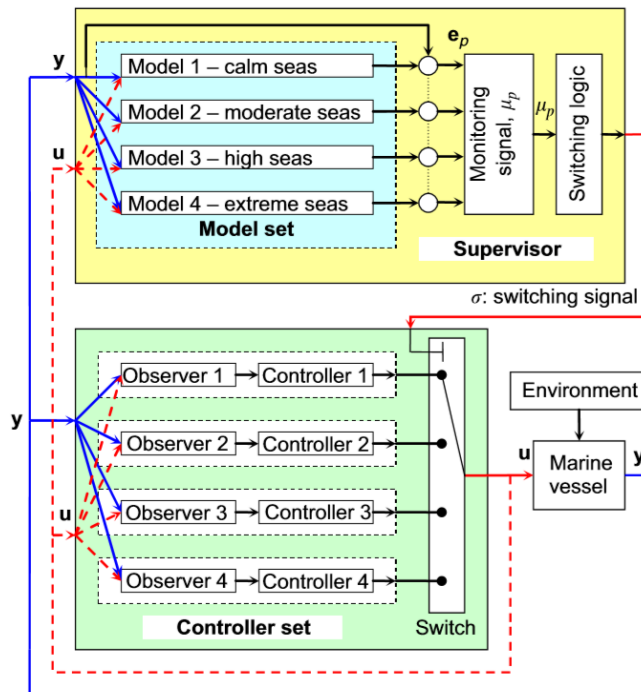 y
e_p
Model 1 – calm seas
Model 2 – moderate seas
u
Model 3 – high seas
Model 4 – extreme seas
Model set
Monitoring signal, μ_p
μ_p
Switching logic
Supervisor
σ: switching signal
Observer 1
Controller 1
Environment
y
Observer 2
Controller 2
u
Marine
vessel
y
Observer 3
Controller 3
u
Observer 4
Controller 4
Controller set
Switch